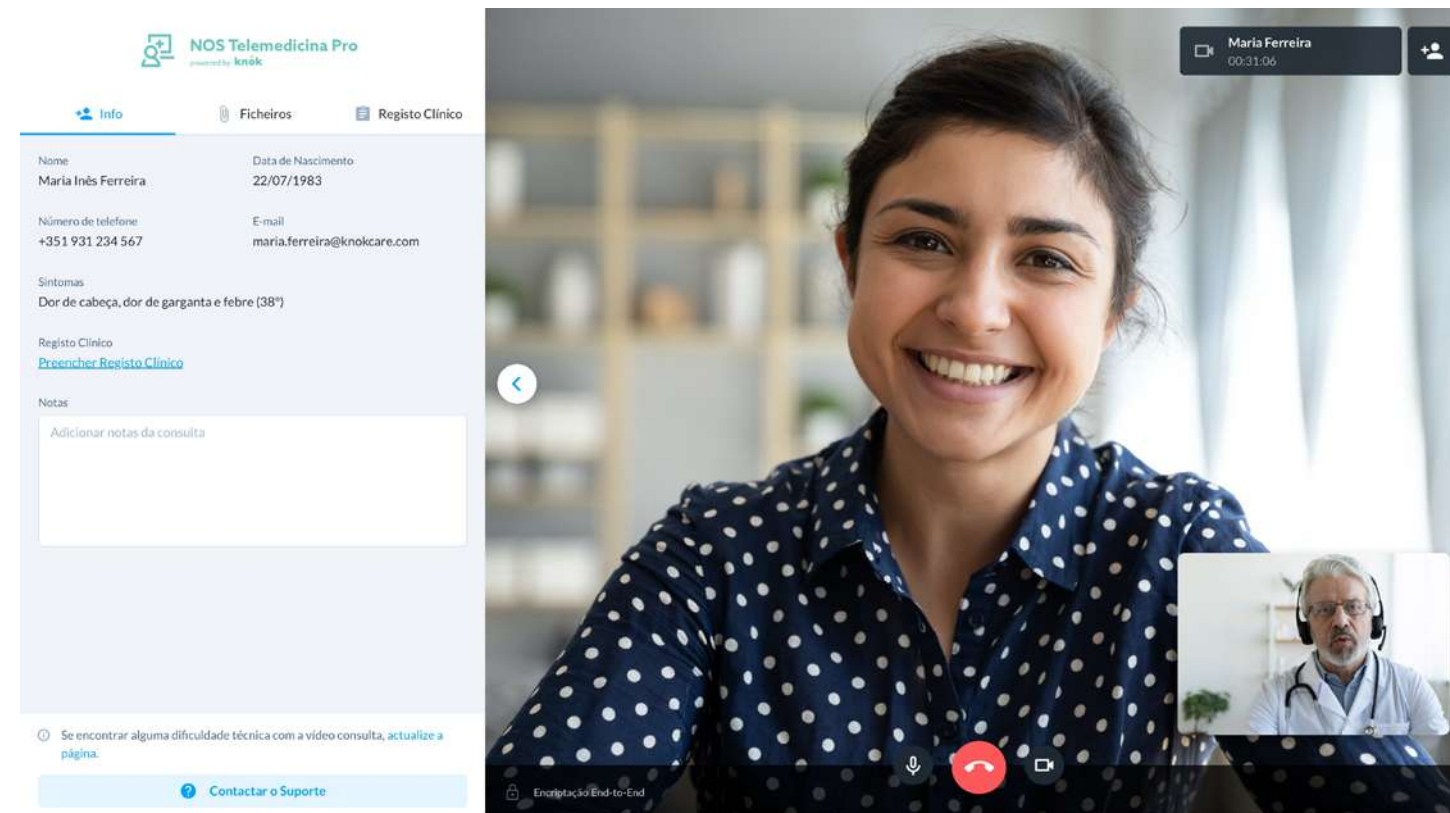 NOS Telemedicina Pro
powered by knok
Info
Ficheiros
Registo Clínico
Nome
Maria Inês Ferreira
Data de Nascimento
22/07/1983
Número de telefone
+351 931 234 567
E-mail
maria.ferreira@knokcare.com
Sintomas
Dor de cabeça, dor de garganta e febre (38º)
Registo Clínico
Preencher Registo Clínico
Notas
Adicionar notas da consulta
Se encontrar alguma dificuldade técnica com a vídeo consulta, actualize a
página.
Contactar o Suporte
Maria Ferreira
00:31:06
Encriptação End-to-End